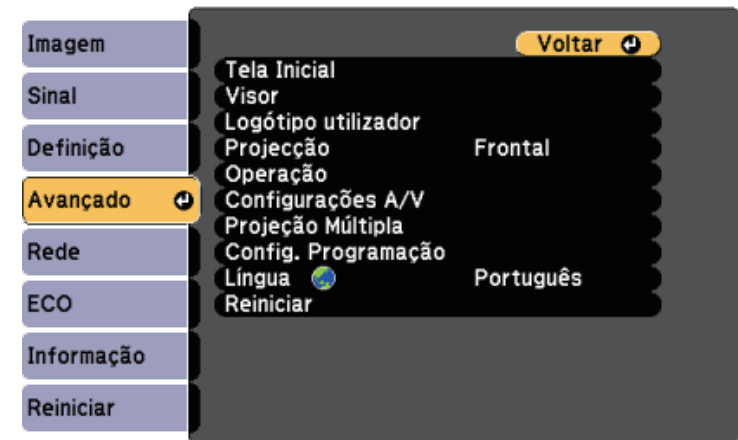 Imagem
Sinal
Definição
Avançado
Rede
ECO
Informação
Reiniciar
Voltar
Tela Inicial
Visor
Logótipo utilizador
Projecção Frontal
Operação
Configurações A/V
Projeção Múltipla
Config. Programação
Língua Português
Reiniciar